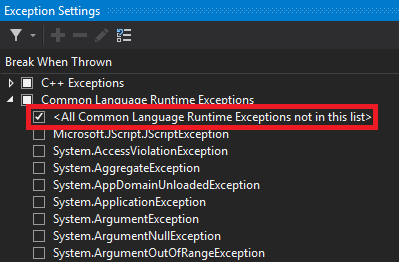 Exception Settings
Break When Thrown
C++ Exceptions
Common Language Runtime Exceptions
<All Common Language Runtime Exceptions not in this list>
Microsoft.JScript.JScriptException
System.AccessViolationException
System.AggregateException
System.AppDomainUnloadedException
System.ApplicationException
System.ArgumentException
System.ArgumentNullException
System.ArgumentOutOfRangeException